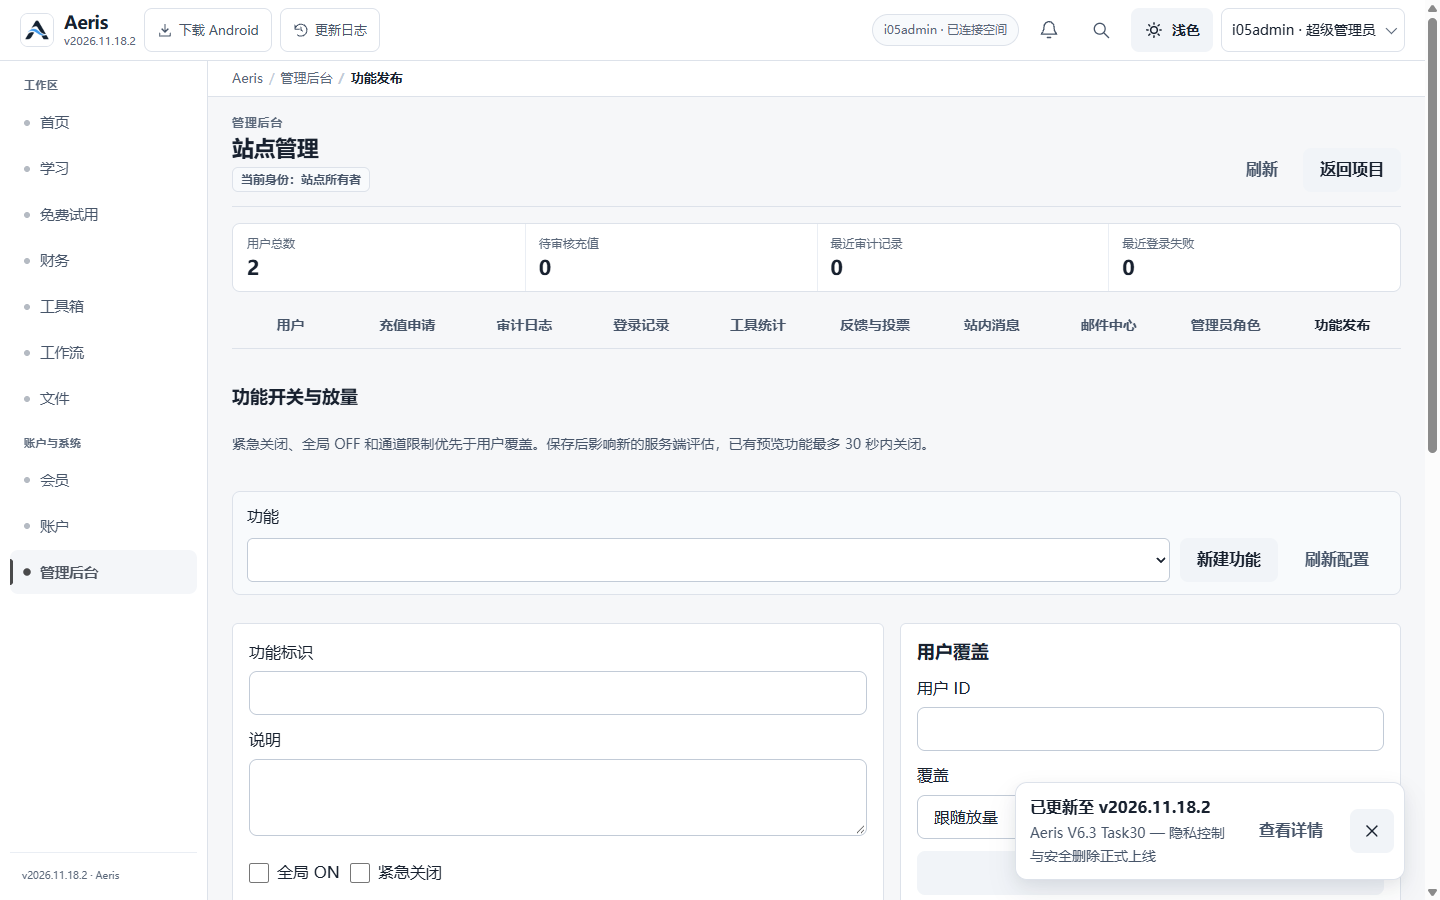 Aeris
v2026.11.18.2
下载 Android
更新日志
i05admin · 已连接空间
浅色
i05admin · 超级管理员
工作区
首页
学习
免费试用
财务
工具箱
工作流
文件
账户与系统
会员
账户
管理后台
v2026.11.18.2 · Aeris
Aeris / 管理后台 / 功能发布
管理后台
站点管理
当前身份：站点所有者
刷新
返回项目
用户总数
2
待审核充值
0
最近审计记录
0
最近登录失败
0
用户
充值申请
审计日志
登录记录
工具统计
反馈与投票
站内消息
邮件中心
管理员角色
功能发布
功能开关与放量
紧急关闭、全局 OFF 和通道限制优先于用户覆盖。保存后影响新的服务端评估，已有预览功能最多 30 秒内关闭。
功能
新建功能
刷新配置
功能标识
说明
全局 ON
紧急关闭
用户覆盖
用户 ID
覆盖
跟随放量
已更新至 v2026.11.18.2
Aeris V6.3 Task30 — 隐私控制
与安全删除正式上线
查看详情